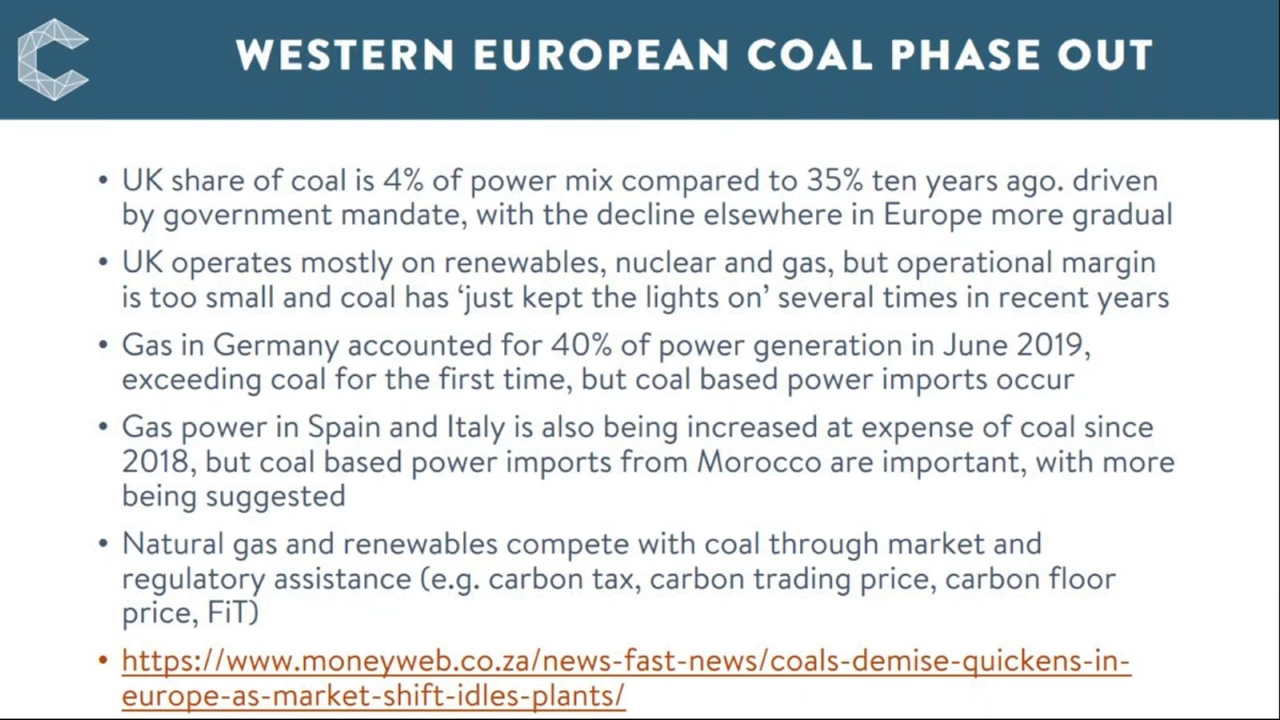 WESTERN EUROPEAN COAL PHASE OUT
• UK share of coal is 4% of power mix compared to 35% ten years ago. driven
by government mandate, with the decline elsewhere in Europe more gradual
• UK operates mostly on renewables, nuclear and gas, but operational margin
is too small and coal has ‘just kept the lights on’ several times in recent years
• Gas in Germany accounted for 40% of power generation in June 2019,
exceeding coal for the first time, but coal based power imports occur
• Gas power in Spain and Italy is also being increased at expense of coal since
2018, but coal based power imports from Morocco are important, with more
being suggested
• Natural gas and renewables compete with coal through market and
regulatory assistance (e.g. carbon tax, carbon trading price, carbon floor
price, FiT)
• https://www.moneyweb.co.za/news-fast-news/coals-demise-quickens-in-
europe-as-market-shift-idles-plants/